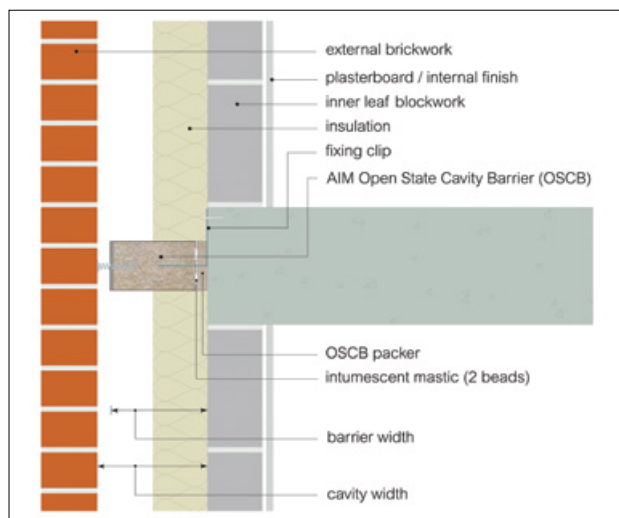 external brickwork
plasterboard / internal finish
inner leaf blockwork
insulation
fixing clip
AIM Open State Cavity Barrier (OSCB)
OSCB packer
intumescent mastic (2 beads)
barrier width
cavity width